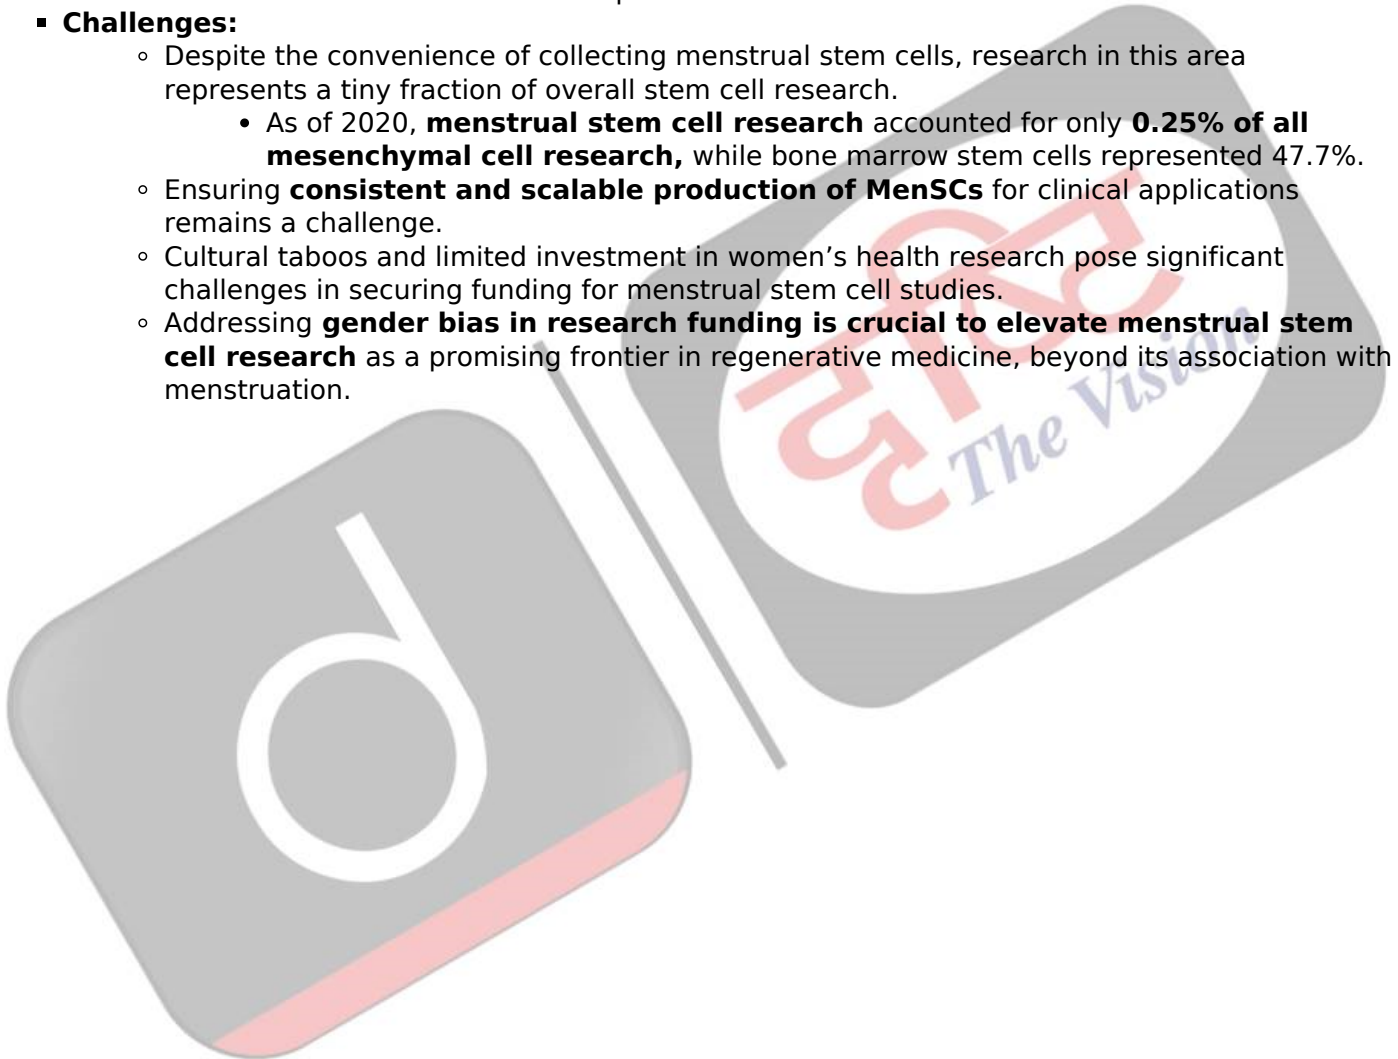 Challenges:
Despite the convenience of collecting menstrual stem cells, research in this area
represents a tiny fraction of overall stem cell research.
As of 2020, menstrual stem cell research accounted for only 0.25% of all
mesenchymal cell research, while bone marrow stem cells represented 47.7%.
Ensuring consistent and scalable production of MenSCs for clinical applications
remains a challenge.
Cultural taboos and limited investment in women’s health research pose significant
challenges in securing funding for menstrual stem cell studies.
Addressing gender bias in research funding is crucial to elevate menstrual stem
cell research as a promising frontier in regenerative medicine, beyond its association with
menstruation.
दृष्टि
The Vision
d